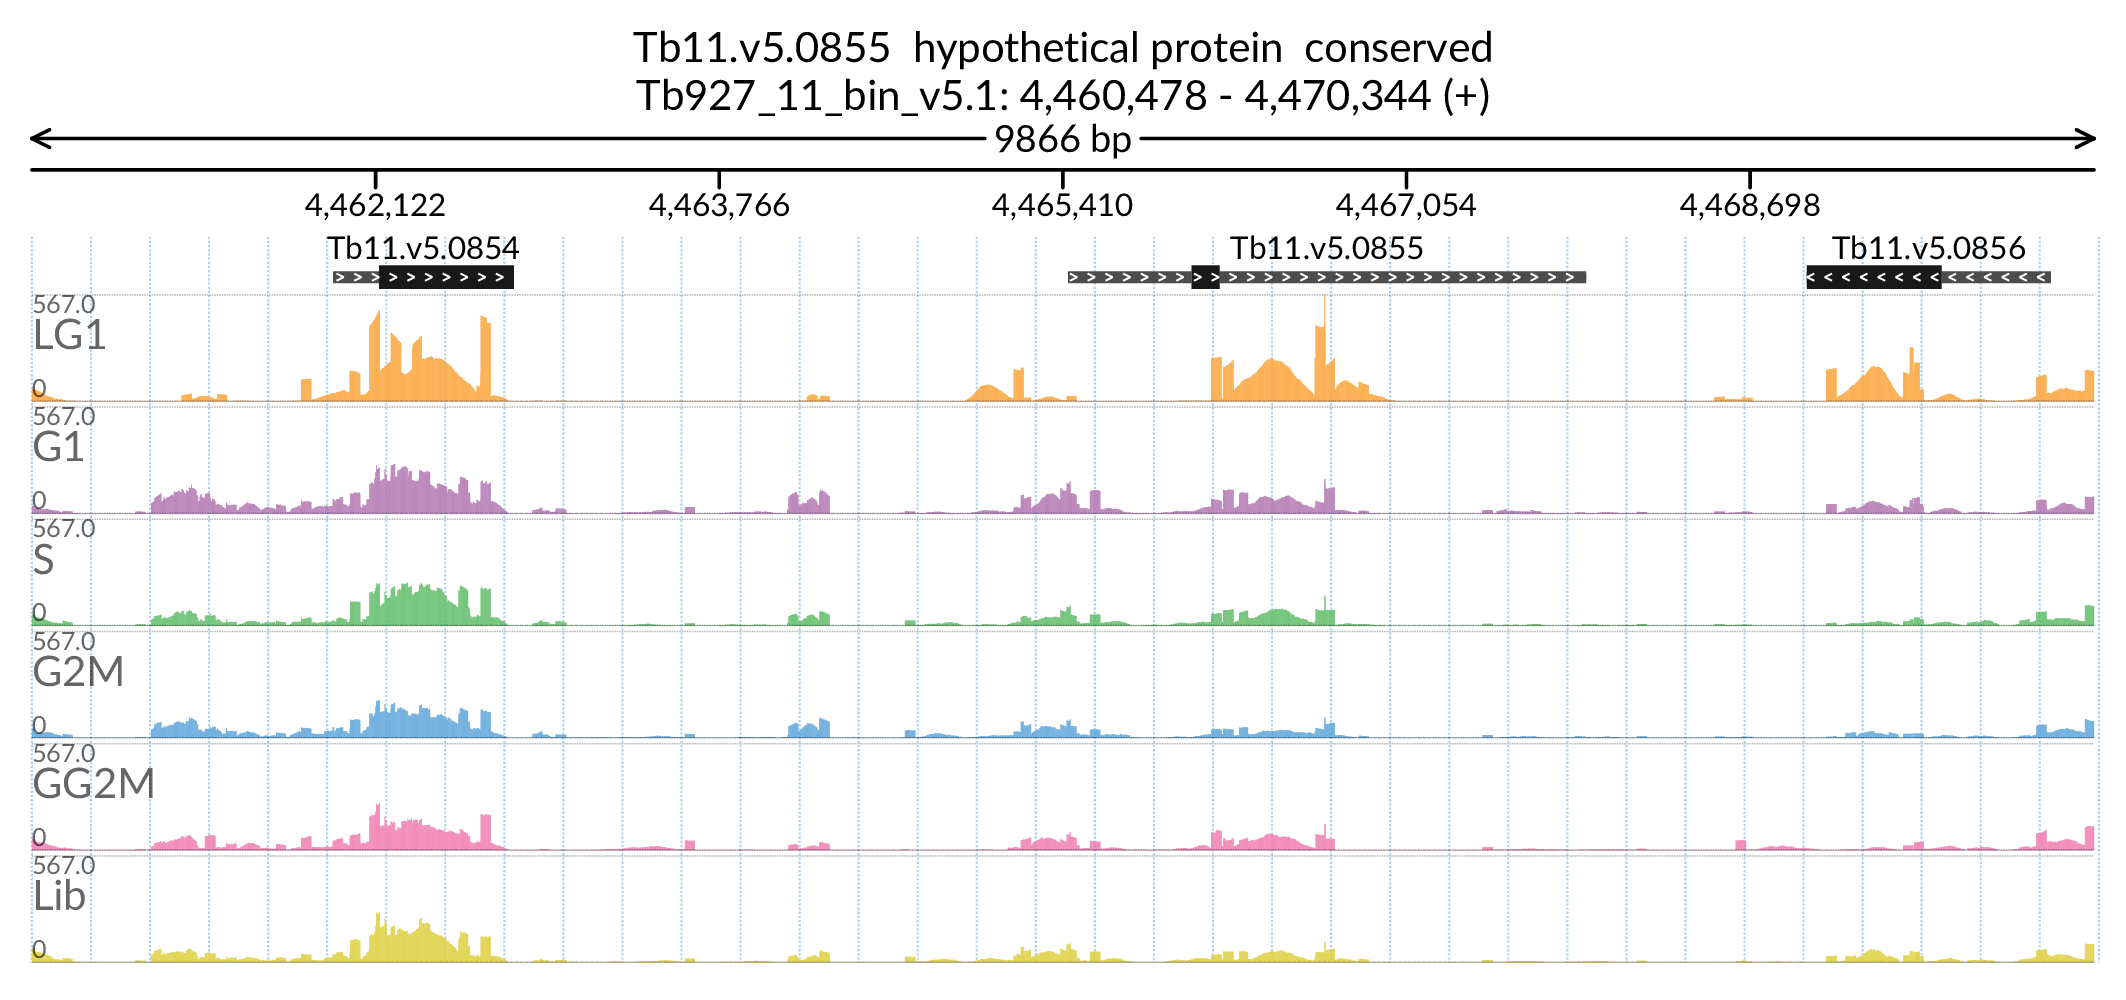 Tb11.v5.0855 hypothetical protein conserved
Tb927_11_bin_v5.1: 4,460,478 - 4,470,344 (+)
9866 bp
4,462,122 4,463,766 4,465,410 4,467,054 4,468,698
Tb11.v5.0854 Tb11.v5.0855 Tb11.v5.0856
567.0
LG1
0
567.0
G1
0
567.0
S
0
567.0
G2M
0
567.0
GG2M
0
567.0
Lib
0